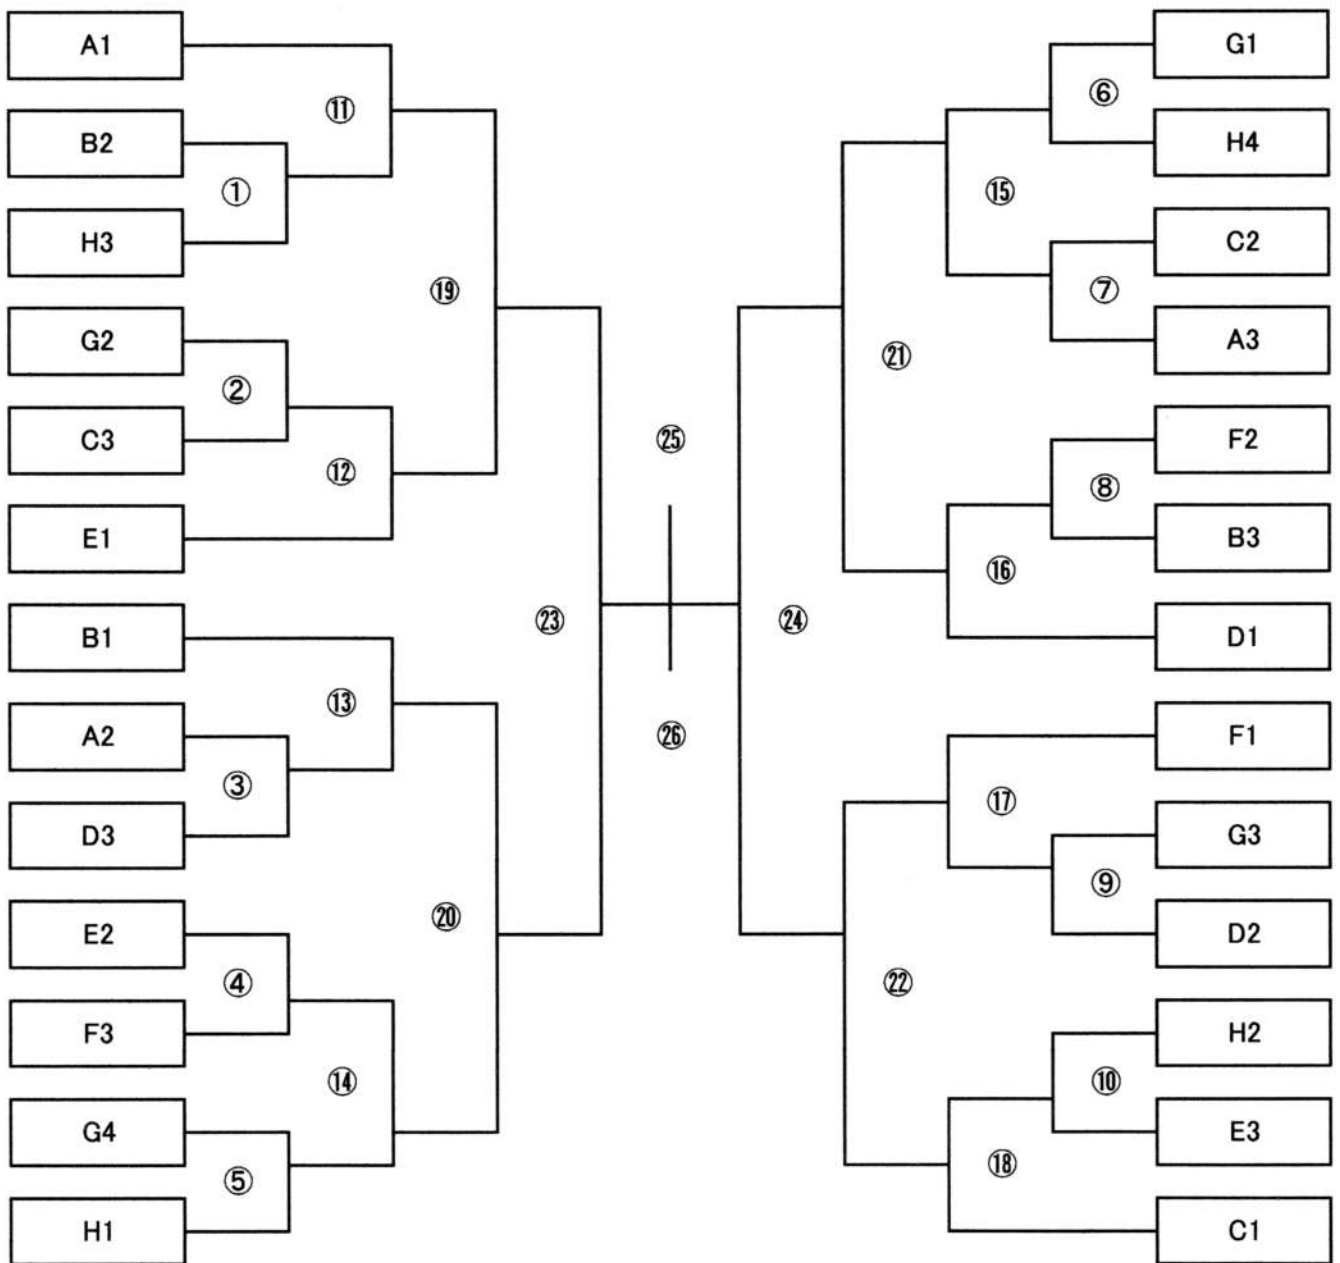 A1
B2
H3
G2
C3
E1
B1
A2
D3
E2
F3
G4
H1
①
②
③
④
⑤
⑪
⑫
⑬
⑭
⑲
⑳
㉓
㉕
㉖
㉔
㉑
㉒
⑮
⑯
⑰
⑱
⑥
⑦
⑧
⑨
⑩
G1
H4
C2
A3
F2
B3
D1
F1
G3
D2
H2
E3
C1